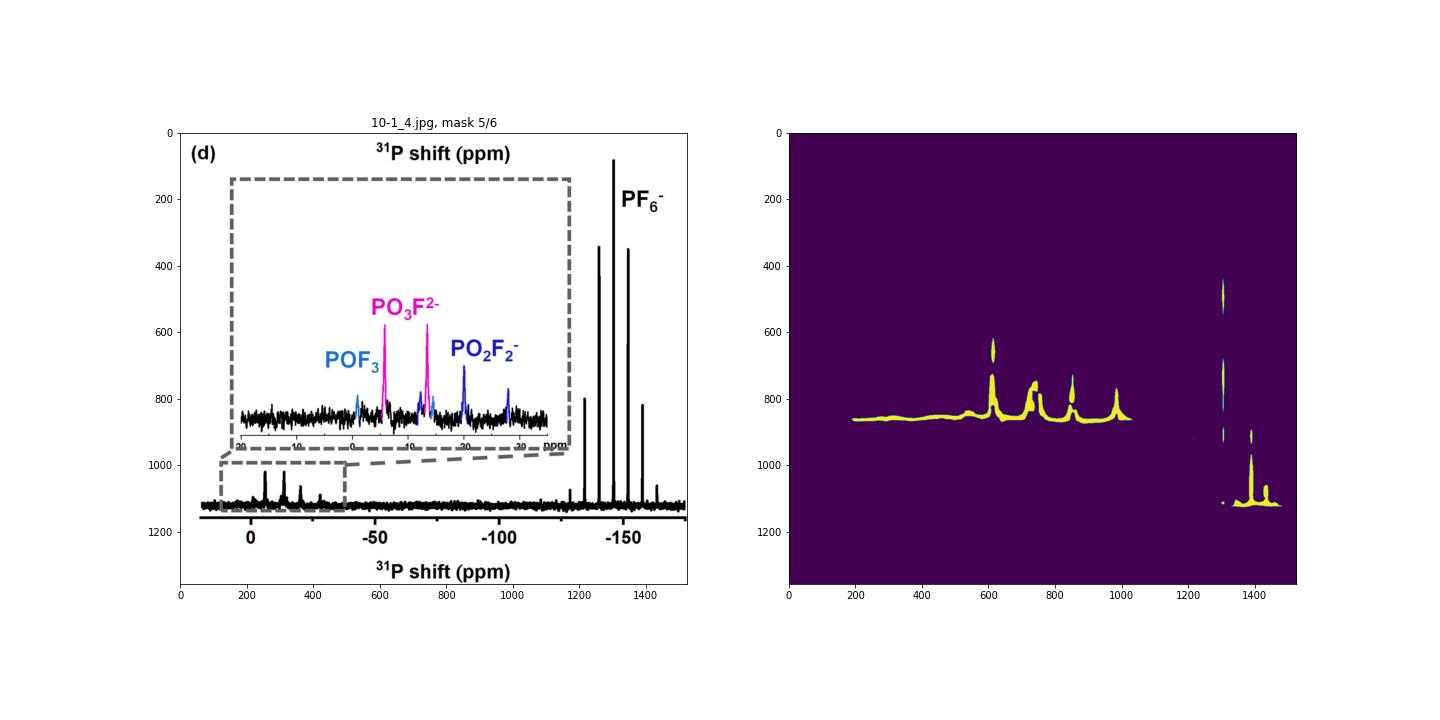 10-1_4.jpg, mask 5/6
(d)
³¹P shift (ppm)
PF₆⁻
PO₃F²⁻
POF₃
PO₂F₂⁻
20 10 0 10 20 30 ppm
0 -50 -100 -150
³¹P shift (ppm)
0
200
400
600
800
1000
1200
0 200 400 600 800 1000 1200 1400
0
200
400
600
800
1000
1200
0 200 400 600 800 1000 1200 1400